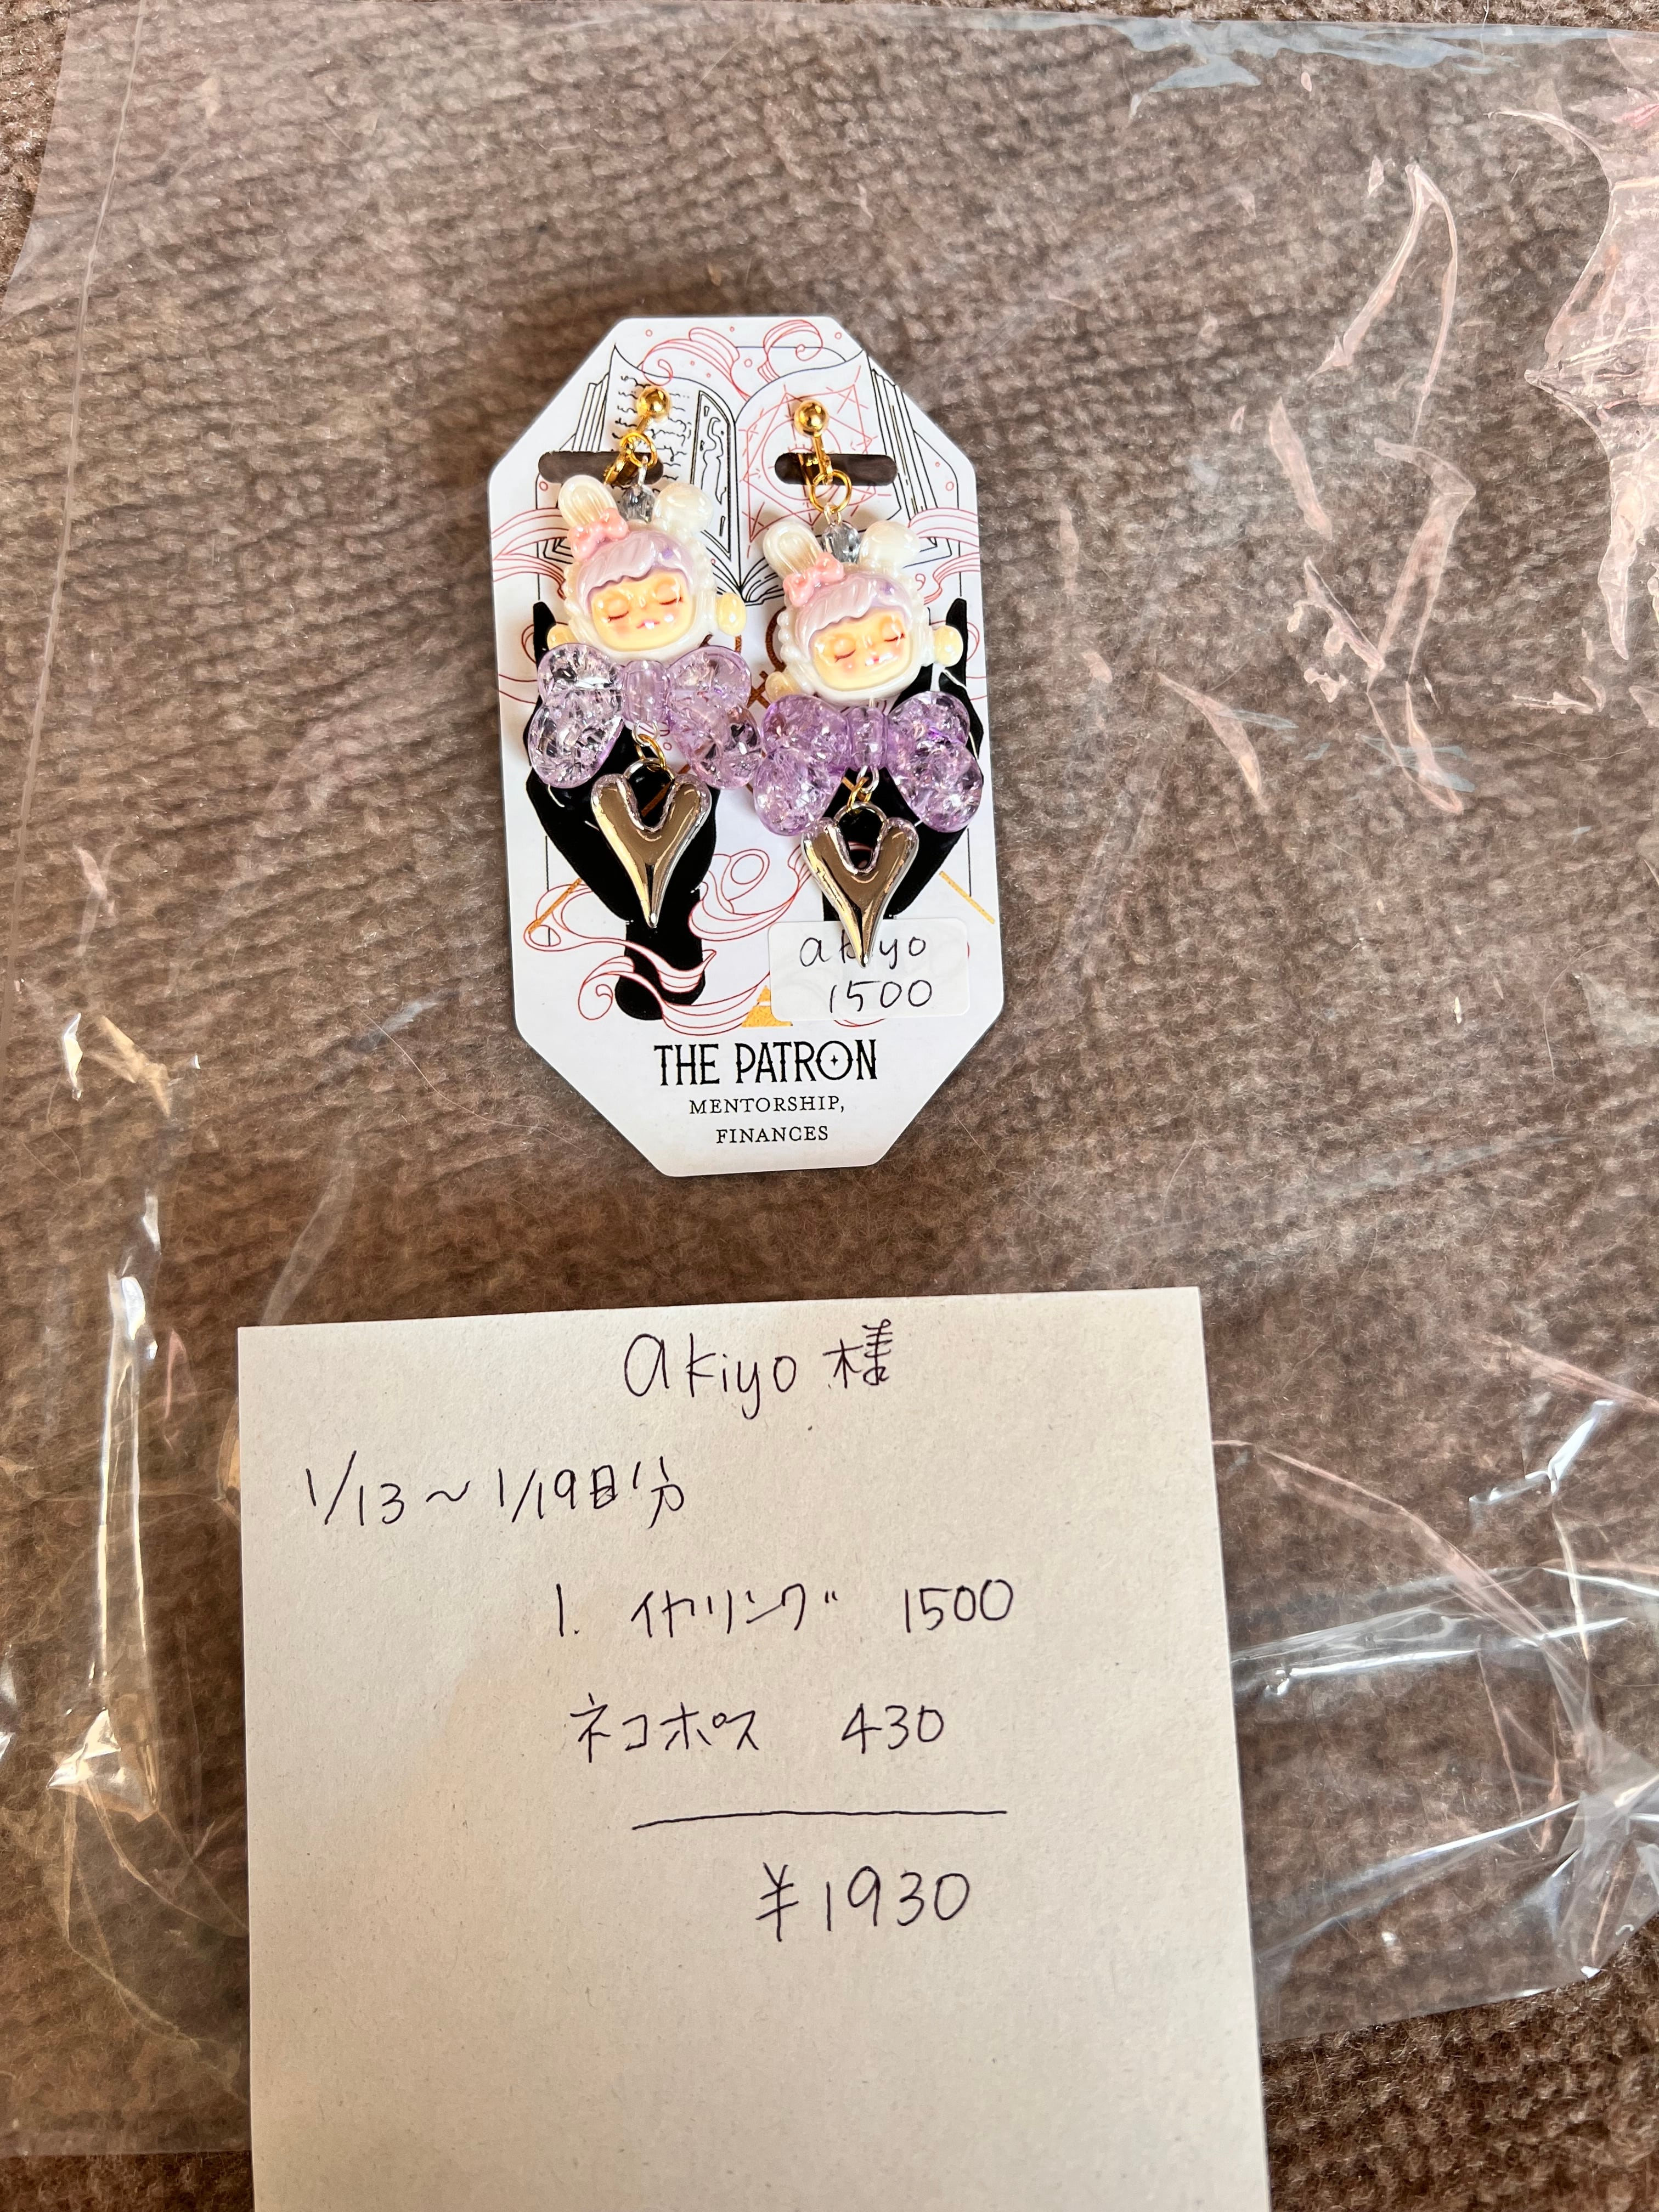 akiyo
1500
THE PATRON
MENTORSHIP,
FINANCES
akiyo 様
1/13～1/19日分
1. イヤリング 1500
ネコポス 430
¥1930